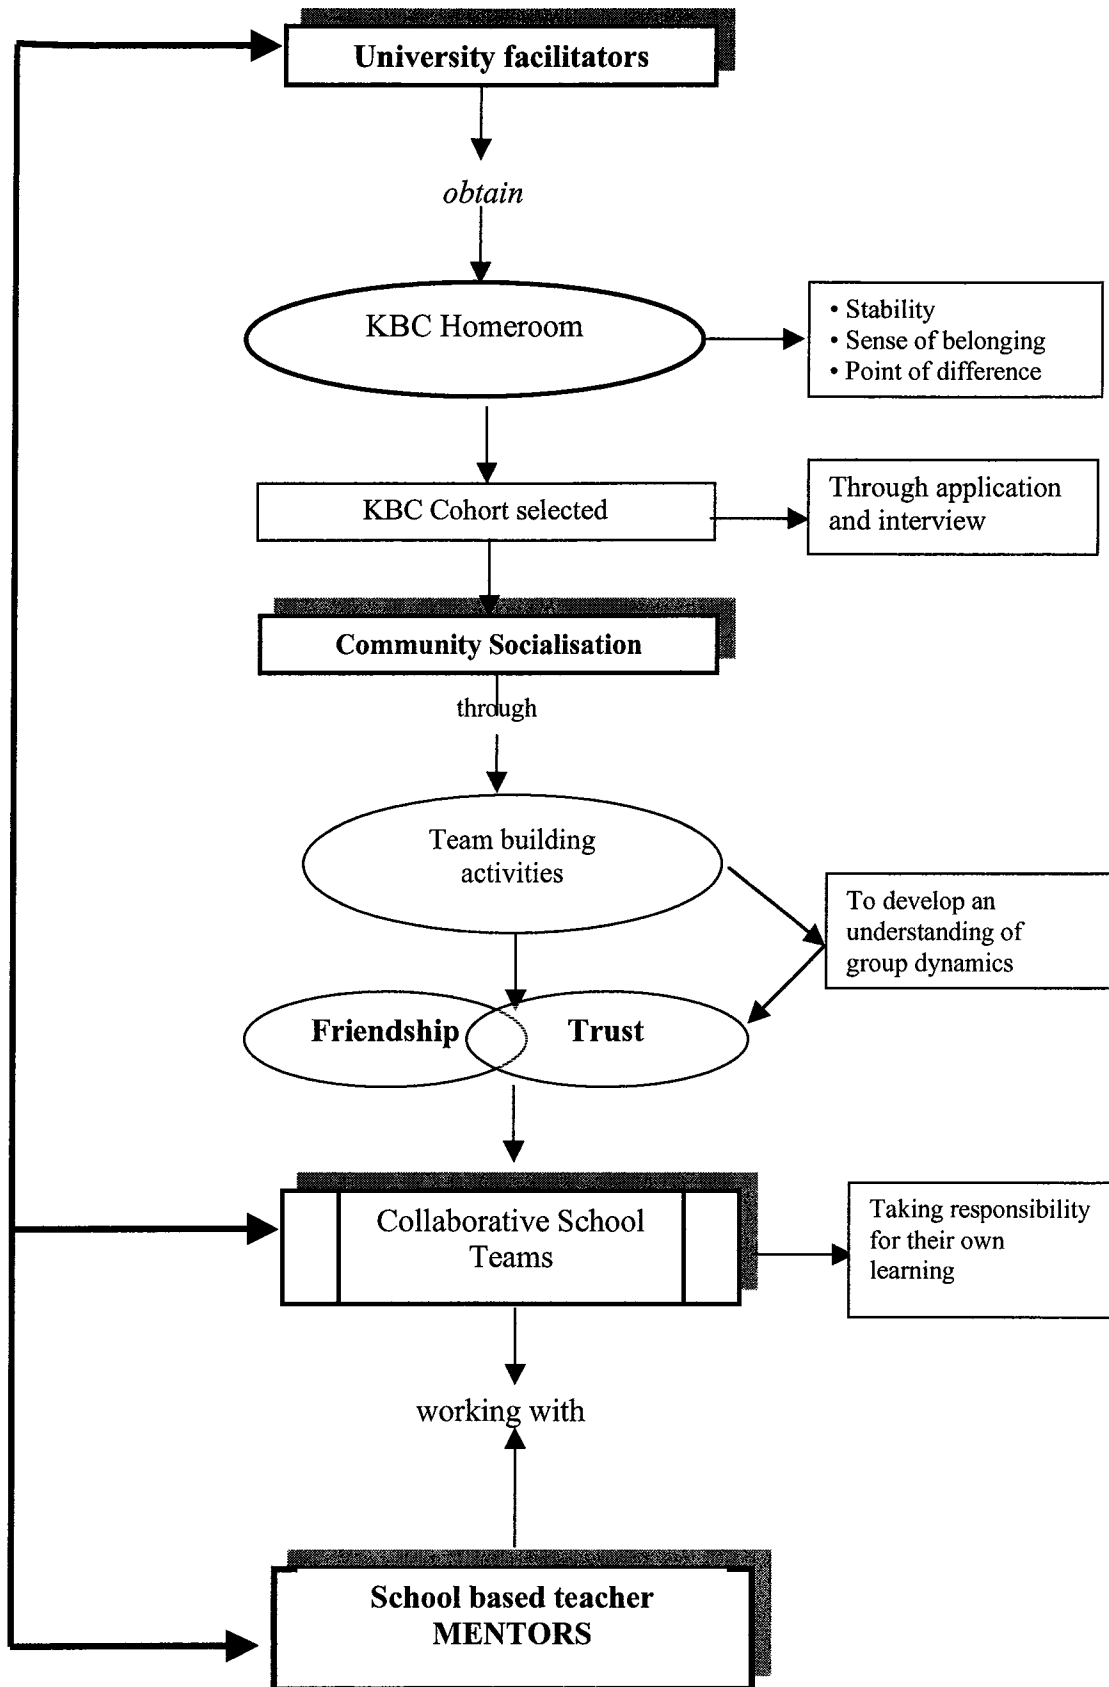 University facilitators
obtain
KBC Homeroom
• Stability
• Sense of belonging
• Point of difference
KBC Cohort selected
Through application
and interview
Community Socialisation
through
Team building
activities
To develop an
understanding of
group dynamics
Friendship
Trust
Collaborative School
Teams
Taking responsibility
for their own
learning
working with
School based teacher
MENTORS